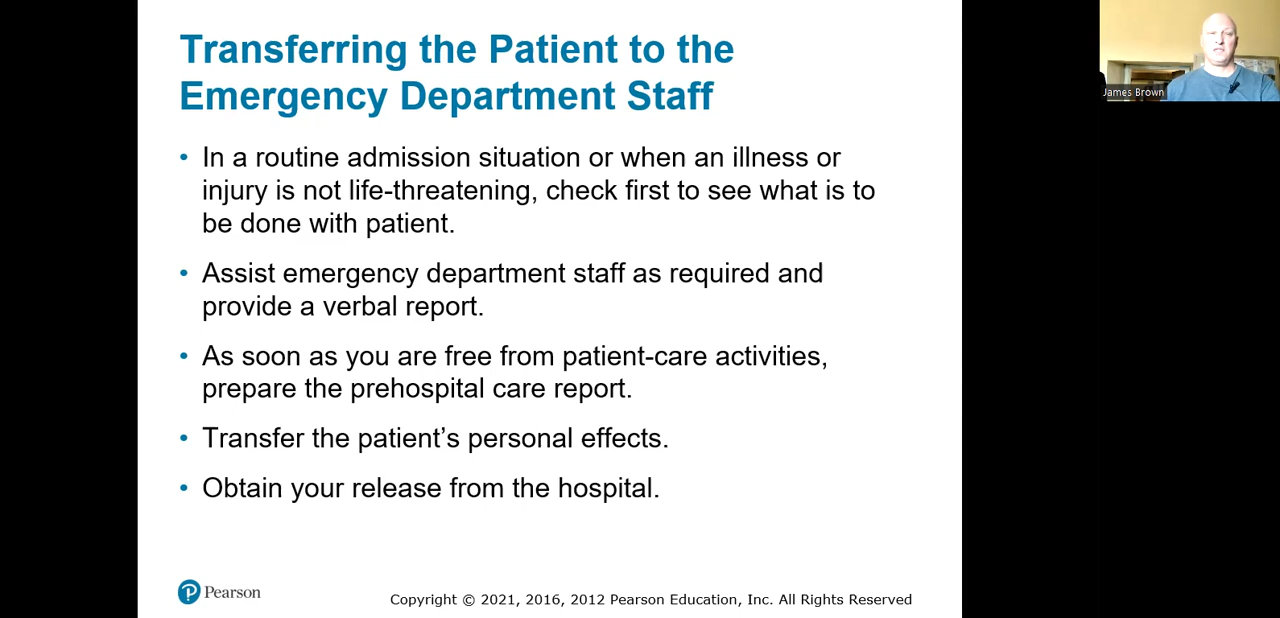 Transferring the Patient to the
Emergency Department Staff
• In a routine admission situation or when an illness or
injury is not life-threatening, check first to see what is to
be done with patient.
• Assist emergency department staff as required and
provide a verbal report.
• As soon as you are free from patient-care activities,
prepare the prehospital care report.
• Transfer the patient’s personal effects.
• Obtain your release from the hospital.
Pearson
Copyright © 2021, 2016, 2012 Pearson Education, Inc. All Rights Reserved
James Brown